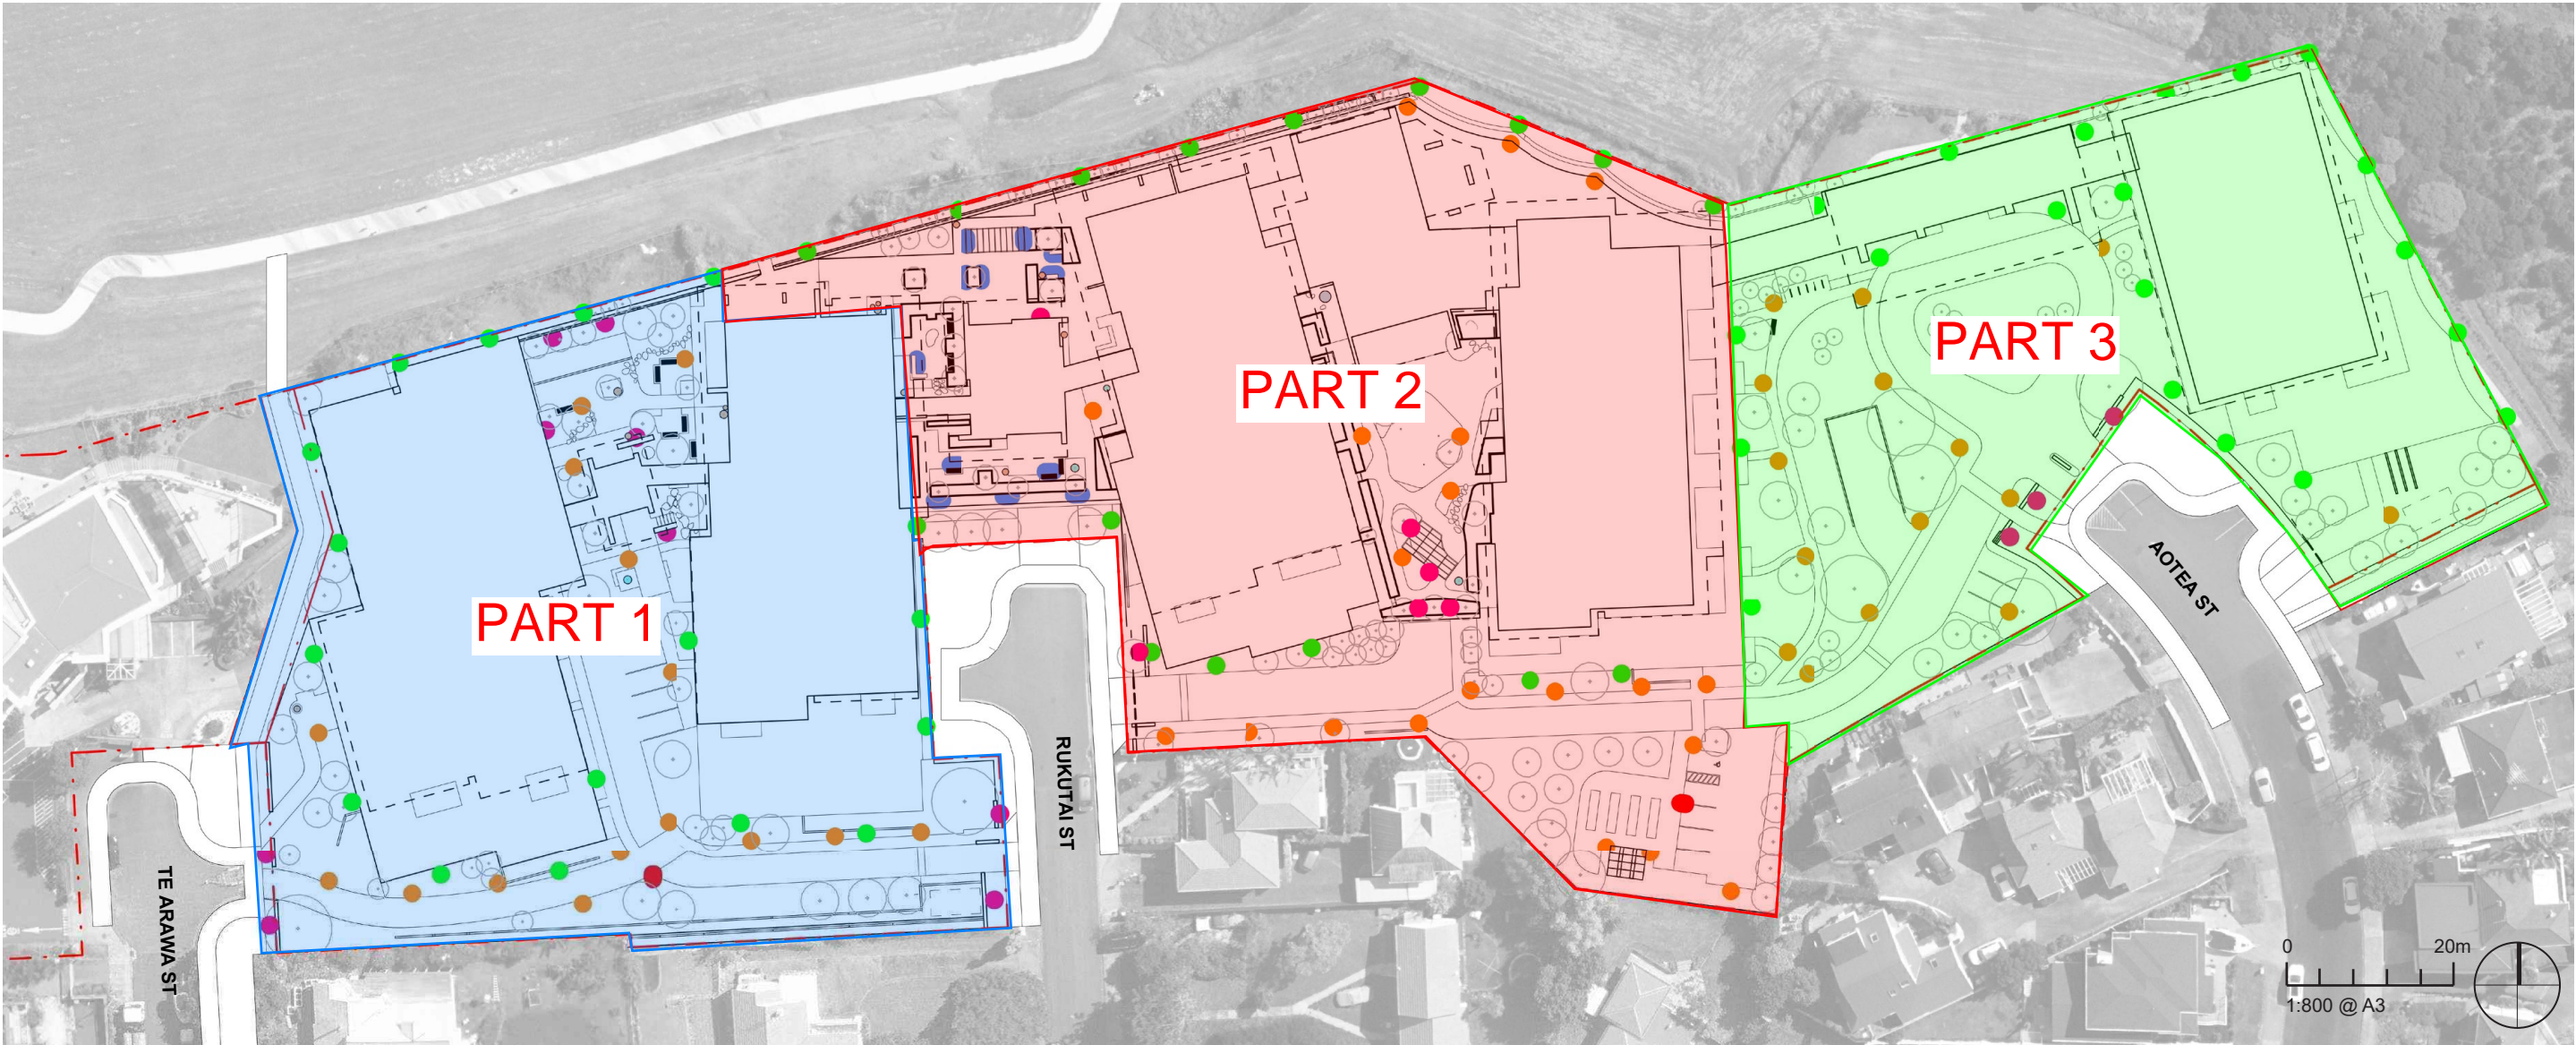 PART 3
PART 2
PART 1
AOTEA ST
RUKUTAI ST
TE ARAWA ST
0 20m
1:800 @ A3